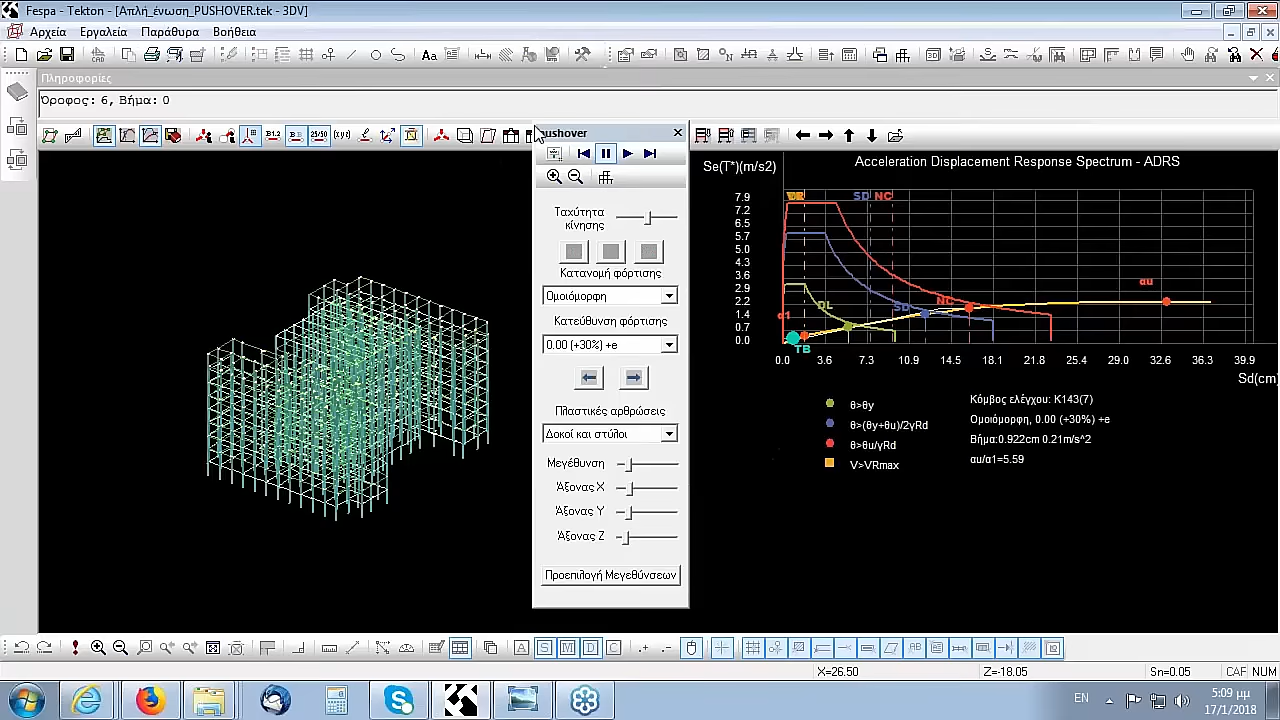 Fespa - Tekton - [Απλή_ένωση_PUSHOVER.tek - 3DV]
Αρχεία Εργαλεία Παράθυρα Βοήθεια
Πληροφορίες
Όροφος: 6, Βήμα: 0
pushover
Ταχύτητα
κίνησης
Κατανομή φόρτισης
Ομοιόμορφη
Κατεύθυνση φόρτισης
0.00 (+30%) +e
Πλαστικές αρθρώσεις
Δοκοί και στύλοι
Μεγέθυνση
Άξονας X
Άξονας Y
Άξονας Z
Προεπιλογή Μεγεθύνσεων
Acceleration Displacement Response Spectrum - ADRS
Se(T*)(m/s2)
SD NC
7.9
7.2
6.5
5.7
5.0
4.3
3.6
2.9
2.2
1.4
0.7
0.0
DL
SD
NC
αu
α1
TB
0.0 3.6 7.3 10.9 14.5 18.1 21.8 25.4 29.0 32.6 36.3 39.9
Sd(cm)
θ>θy
θ>(θy+θu)/2γRd
θ>θu/γRd
V>VRmax
Κόμβος ελέγχου: K143(7)
Ομοιόμορφη, 0.00 (+30%) +e
Βήμα:0.922cm 0.21m/s^2
αu/α1=5.59
X=26.50 Z=-18.05 Sn=0.05 CAF NUM
EN
5:09 μμ
17/1/2018